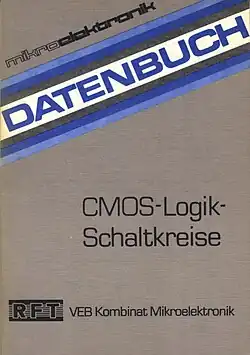 mikroelektronik
DATENBUCH
CMOS-Logik-
Schaltkreise
RFT VEB Kombinat Mikroelektronik